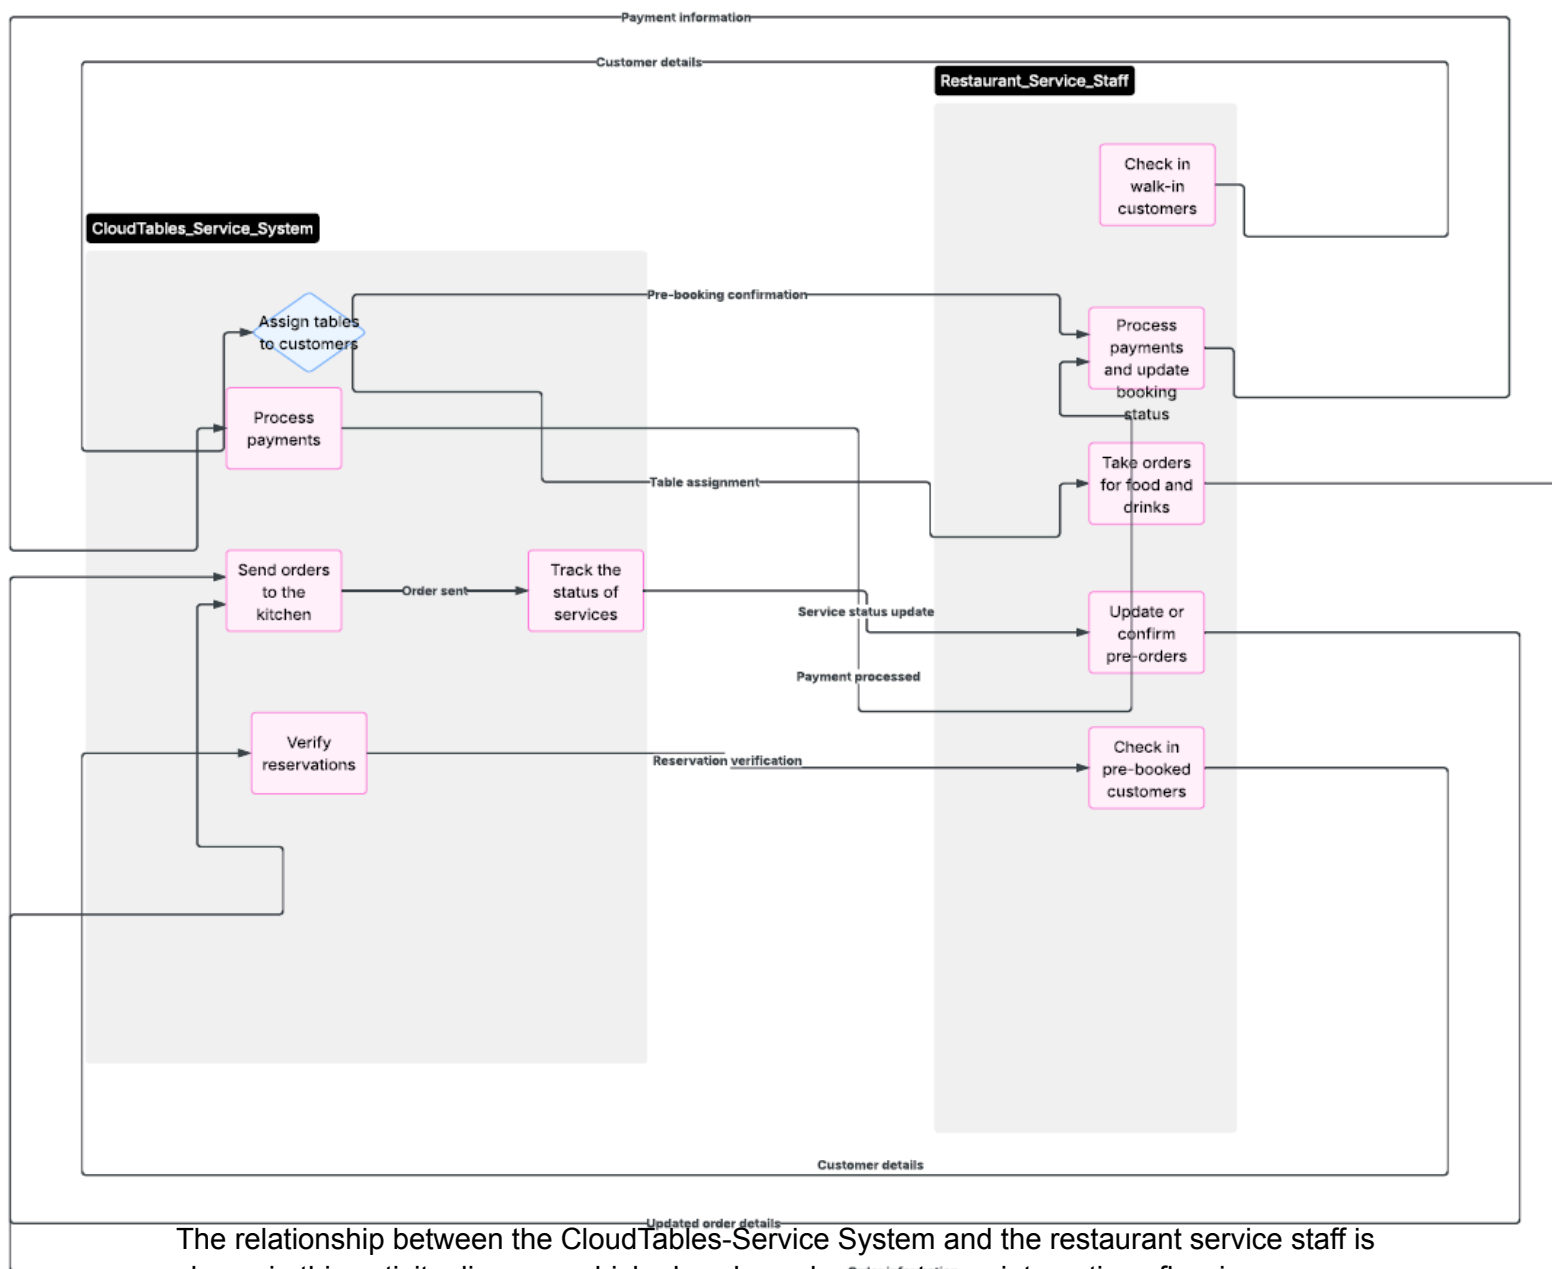 Payment information
Customer details
Restaurant_Service_Staff
Check in
walk-in
customers
CloudTables_Service_System
Pre-booking confirmation
Assign tables
to customers
Process
payments
and update
booking
status
Process
payments
Table assignment
Take orders
for food and
drinks
Send orders
to the
kitchen
Order sent
Track the
status of
services
Service status update
Update or
confirm
pre-orders
Payment processed
Verify
reservations
Reservation verification
Check in
pre-booked
customers
Customer details
Updated order details
The relationship between the CloudTables-Service System and the restaurant service staff is